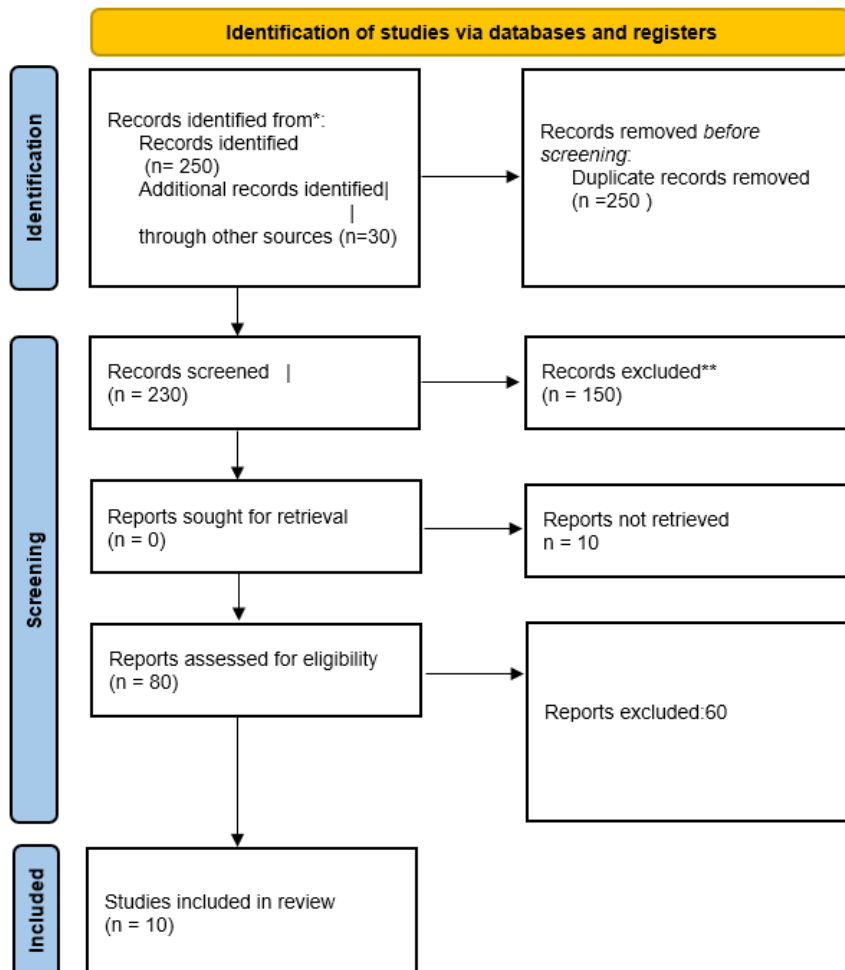 Identification of studies via databases and registers
Identification
Records identified from*:
Records identified
(n= 250)
Additional records identified|
|
through other sources (n=30)
Records removed before
screening:
Duplicate records removed
(n =250 )
Screening
Records screened |
(n = 230)
Records excluded**
(n = 150)
Reports sought for retrieval
(n = 0)
Reports not retrieved
n = 10
Reports assessed for eligibility
(n = 80)
Reports excluded:60
Included
Studies included in review
(n = 10)